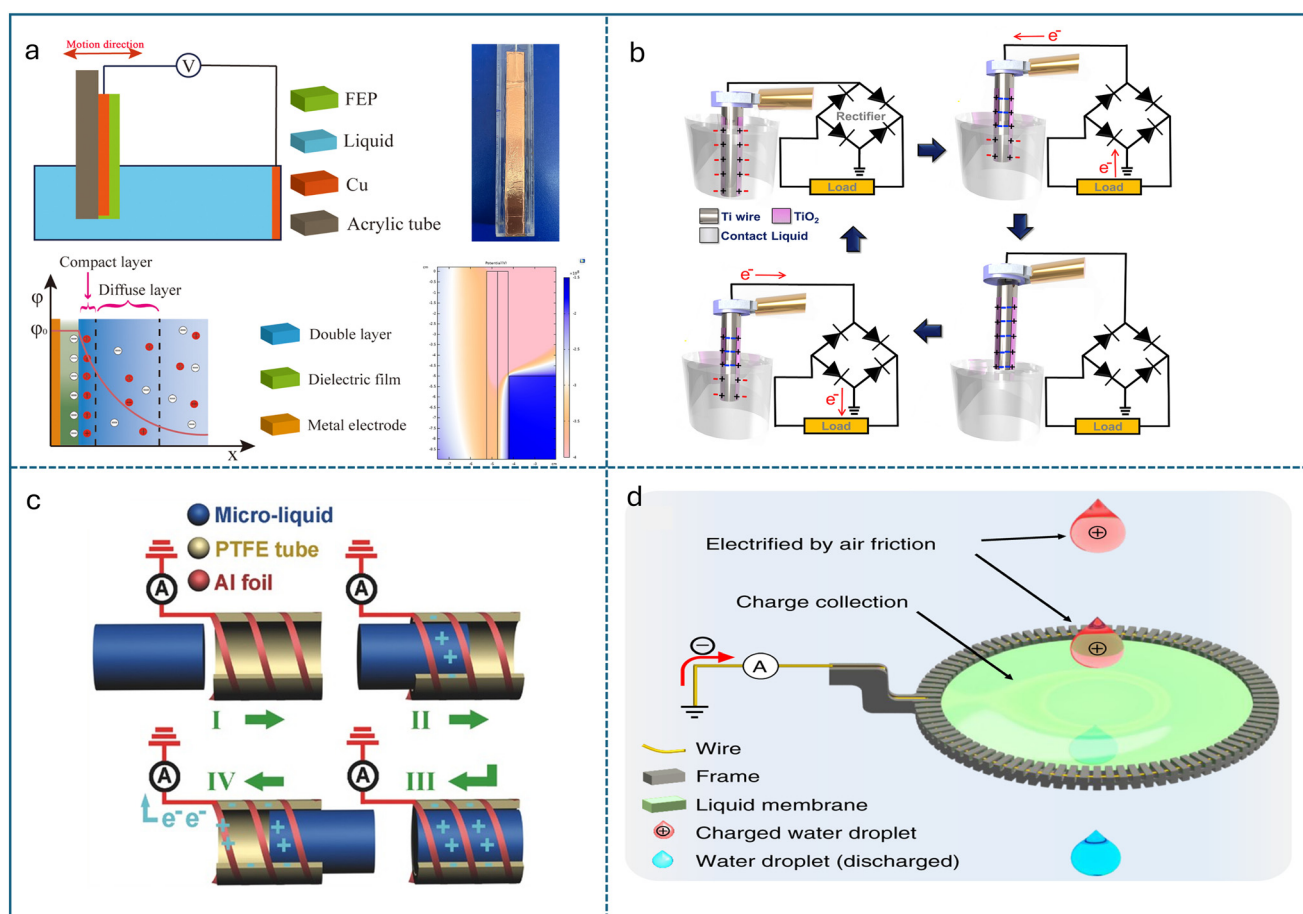 a
Motion direction
V
FEP
Liquid
Cu
Acrylic tube
Compact layer
Diffuse layer
φ
φ₀
X
Double layer
Dielectric film
Metal electrode
b
e⁻
Rectifier
e⁻
Load
Load
Ti wire
TiO₂
Contact Liquid
e⁻
e⁻
Load
Load
c
Micro-liquid
PTFE tube
Al foil
A
A
I
II
A
A
IV
III
e⁻ e⁻
d
Electrified by air friction
Charge collection
A
Wire
Frame
Liquid membrane
Charged water droplet
Water droplet (discharged)